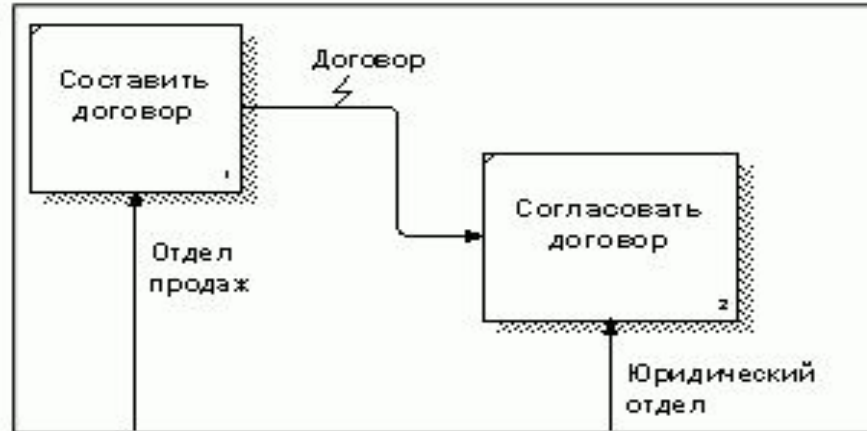 Составить
договор
1
Договор
Отдел
продаж
Согласовать
договор
2
Юридический
отдел